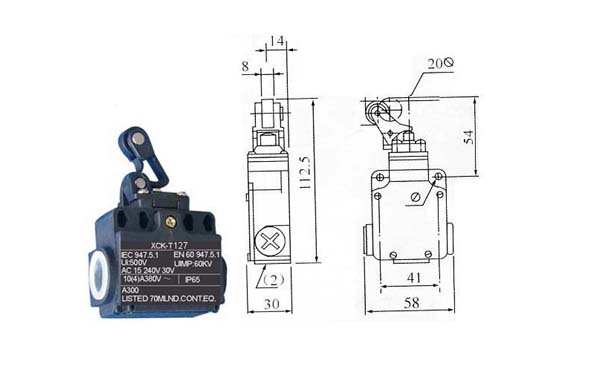 XCK-T127
IEC 947.5.1 EN 60 947.5.1
Ui:500V UIMP:60KV
AC 15 240V 30V
10(4)A380V~ IP65
A300
LISTED 70MLND.CONT.EQ.
14
8
112.5
(2)
30
20Ø
54
Ø
41
58